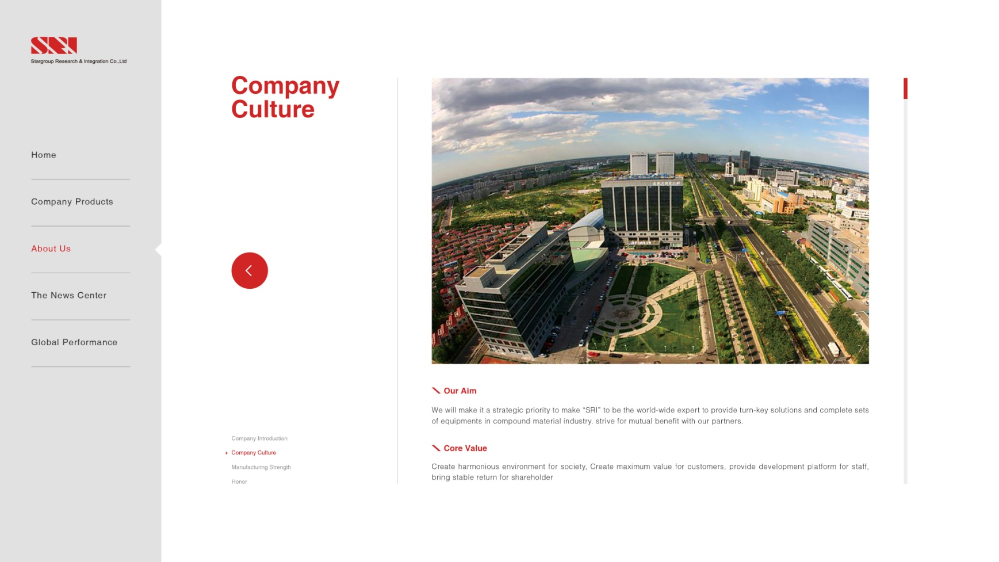 SRI
Stargroup Research & Integration Co.,Ltd
Home
Company Products
About Us
The News Center
Global Performance
Company
Culture
Company Introduction
Company Culture
Manufacturing Strength
Honor
Our Aim
We will make it a strategic priority to make “SRI” to be the world-wide expert to provide turn-key solutions and complete sets
of equipments in compound material industry. strive for mutual benefit with our partners.
Core Value
Create harmonious environment for society, Create maximum value for customers, provide development platform for staff,
bring stable return for shareholder